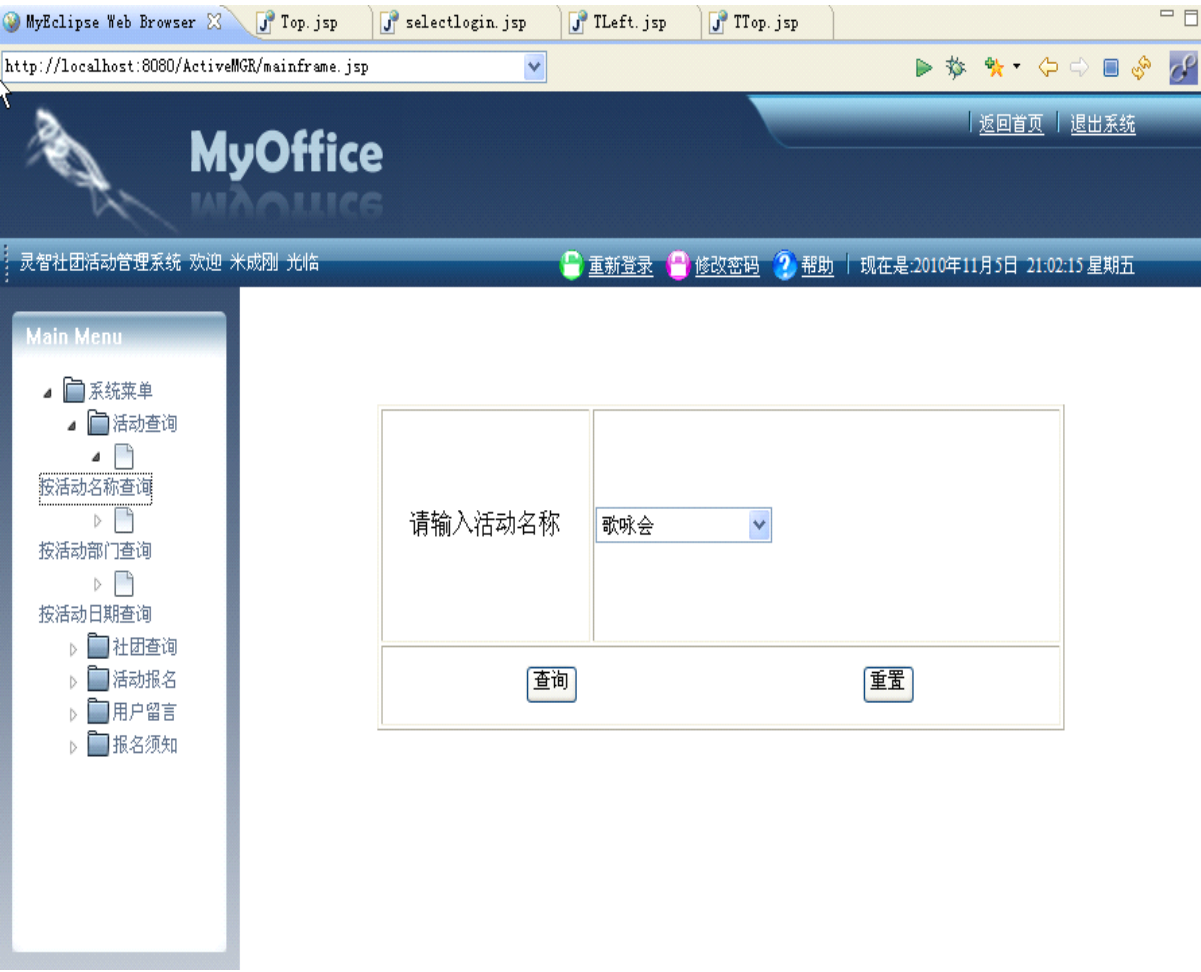 MyEclipse Web Browser Top.jsp selectlogin.jsp TLeft.jsp TTop.jsp
http://localhost:8080/ActiveMGR/mainframe.jsp
返回首页 退出系统
MyOffice
灵智社团活动管理系统 欢迎 米成刚 光临 重新登录 修改密码 ? 帮助 现在是:2010年11月5日 21:02:15 星期五
Main Menu
系统菜单
活动查询
按活动名称查询
按活动部门查询
按活动日期查询
社团查询
活动报名
用户留言
报名须知
请输入活动名称 歌咏会
查询 重置